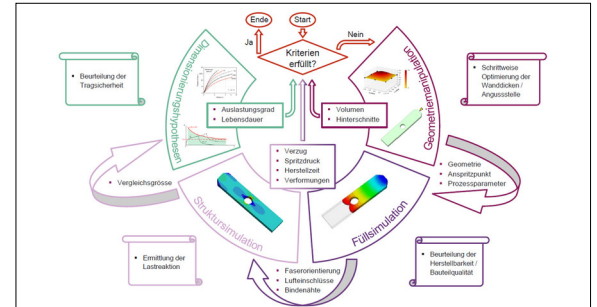 Ende
Start
Ja
Nein
Kriterien
erfüllt?
Dimensionierungshypothesen
Geometriemanipulation
Beurteilung der
Tragsicherheit
Schrittweise
Optimierung der
Wanddicken /
Angussstelle
Auslastungsgrad
Lebensdauer
Volumen
Hinterschnitte
Verzug
Spritzdruck
Herstellzeit
Verformungen
Vergleichsgrösse
Geometrie
Anspritzpunkt
Prozessparameter
Struktursimulation
Füllsimulation
Ermittlung der
Lastreaktion
Beurteilung der
Herstellbarkeit /
Bauteilqualität
Faserorientierung
Lufteinschlüsse
Bindenähte